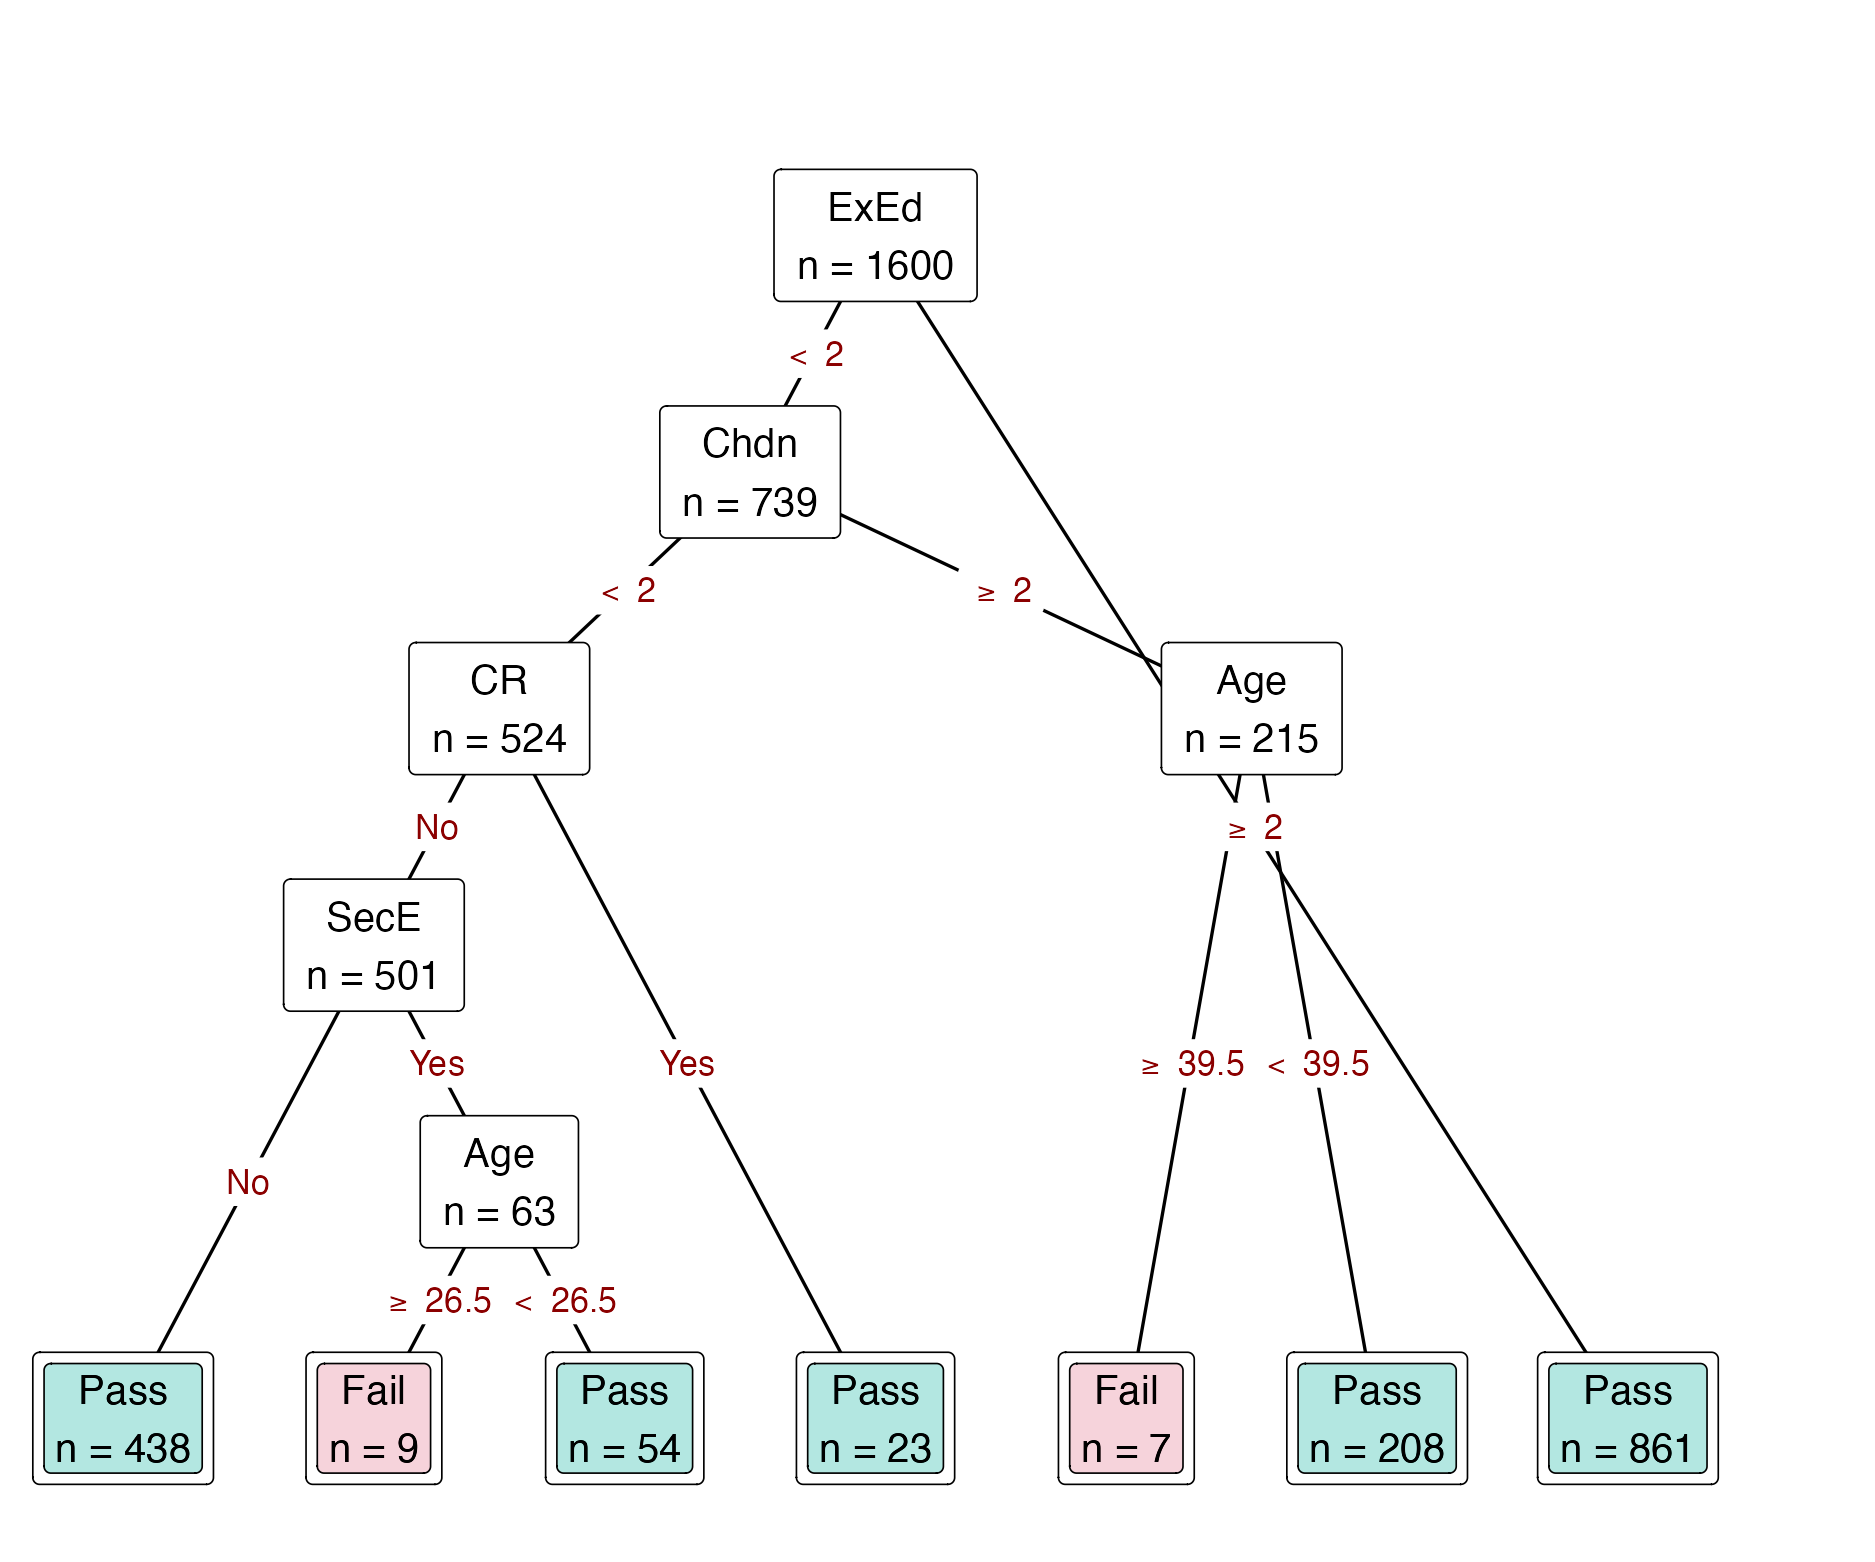 ExEd
n = 1600
< 2
Chdn
n = 739
< 2
≥ 2
CR
n = 524
Age
n = 215
No
≥ 2
SecE
n = 501
Yes
Yes
≥ 39.5
< 39.5
Age
n = 63
No
≥ 26.5
< 26.5
Pass
n = 438
Fail
n = 9
Pass
n = 54
Pass
n = 23
Fail
n = 7
Pass
n = 208
Pass
n = 861